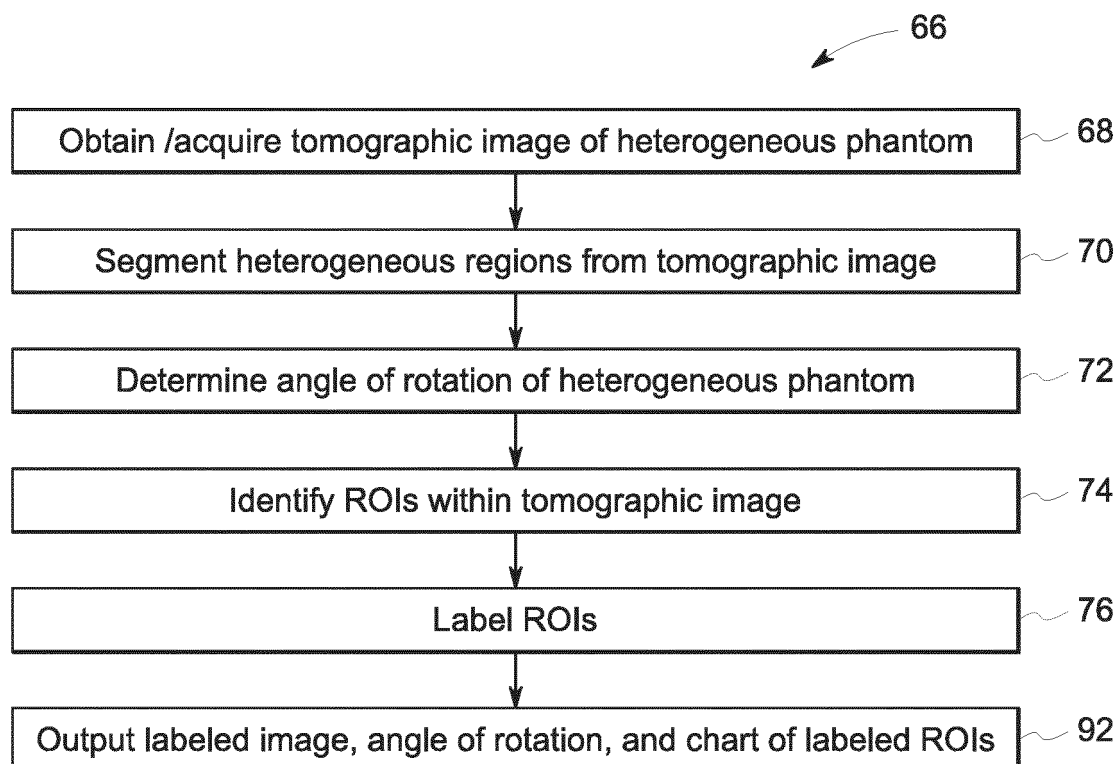 66
Obtain /acquire tomographic image of heterogeneous phantom 68
Segment heterogeneous regions from tomographic image 70
Determine angle of rotation of heterogeneous phantom 72
Identify ROIs within tomographic image 74
Label ROIs 76
Output labeled image, angle of rotation, and chart of labeled ROIs 92